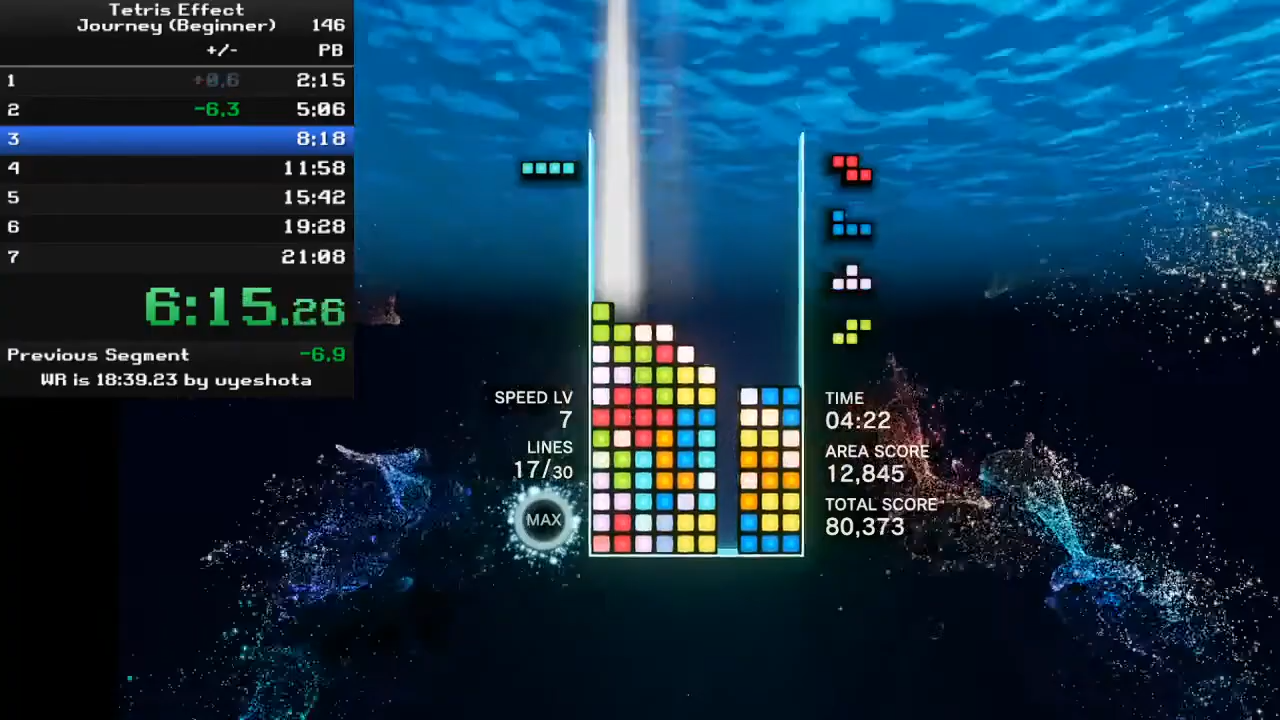 Tetris Effect
Journey (Beginner) 146
+/- PB
1 +0.6 2:15
2 -6.3 5:06
3 8:18
4 11:58
5 15:42
6 19:28
7 21:08
6:15.26
Previous Segment -6.9
WR is 18:39.23 by uyeshota
SPEED LV
7
LINES
17/30
MAX
TIME
04:22
AREA SCORE
12,845
TOTAL SCORE
80,373